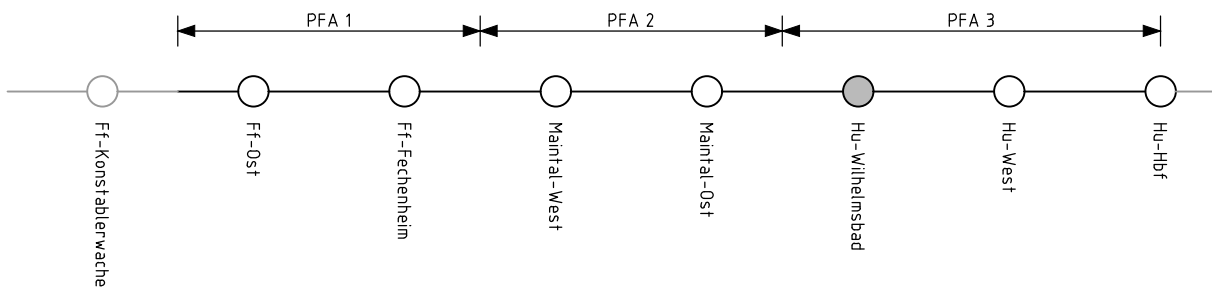 PFA 1
PFA 2
PFA 3
Ff-Konstablerwache
Ff-Ost
Ff-Fechenheim
Maintal-West
Maintal-Ost
Hu-Wilhelmsbad
Hu-West
Hu-Hbf